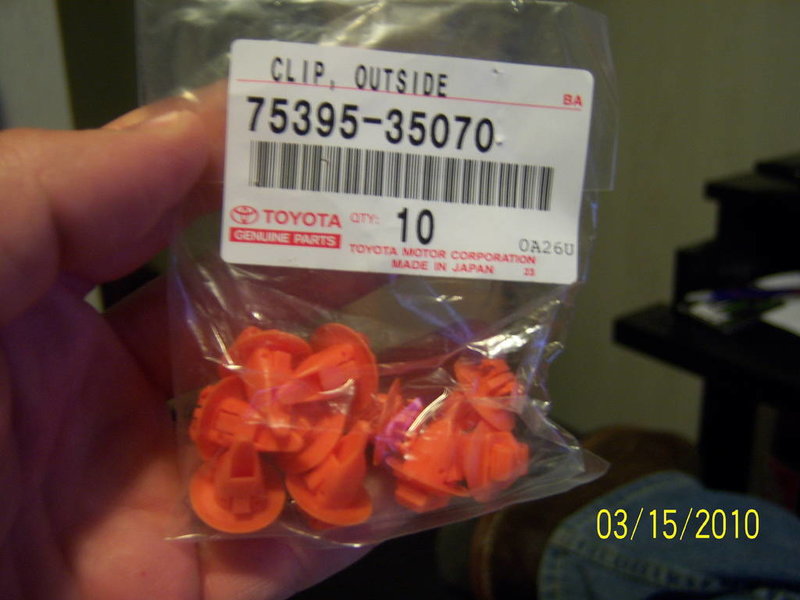 CLIP, OUTSIDE
BA
75395-35070
TOYOTA QTY: 10
GENUINE PARTS
0A26U
TOYOTA MOTOR CORPORATION
MADE IN JAPAN 23
03/15/2010